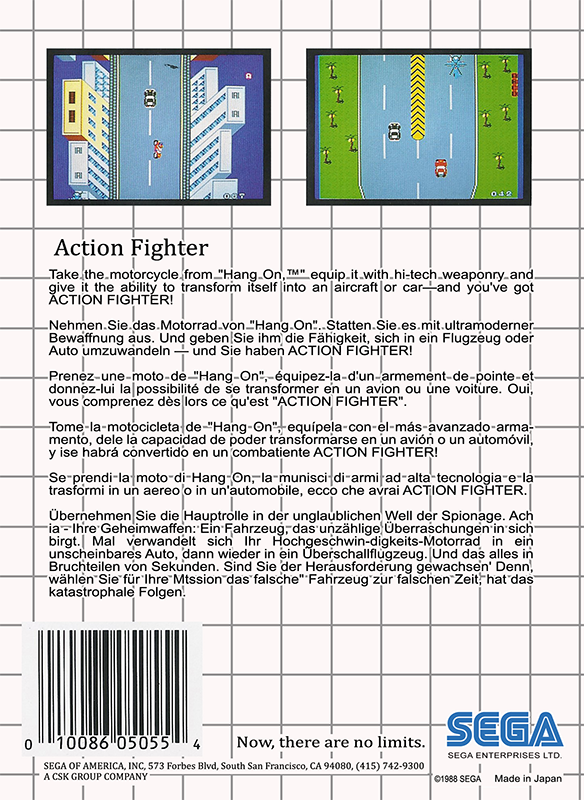 Action Fighter
Take the motorcycle from "Hang On,™" equip it with hi-tech weaponry and
give it the ability to transform itself into an aircraft or car—and you've got
ACTION FIGHTER!
Nehmen Sie das Motorrad von "Hang On". Statten Sie es mit ultramoderner
Bewaffnung aus. Und geben Sie ihm die Fähigkeit, sich in ein Flugzeug oder
Auto umzuwandeln — und Sie haben ACTION FIGHTER!
Prenez une moto de "Hang On", équipez-la d'un armement de pointe et
donnez-lui la possibilité de se transformer en un avion ou une voiture. Oui,
vous comprenez dès lors ce qu'est "ACTION FIGHTER".
Tome la motocicleta de "Hang On", equípela con el más avanzado arma-
mento, dele la capacidad de poder transformarse en un avión o un automóvil,
y ise habrá convertido en un combatiente ACTION FIGHTER!
Se prendi la moto di Hang On, la munisci di armi ad alta tecnologia e la
trasformi in un aereo o in un'automobile, ecco che avrai ACTION FIGHTER.
Übernehmen Sie die Hauptrolle in der unglaublichen Well der Spionage. Ach
ia - Ihre Geheimwaffen: Ein Fahrzeug, das unzählige Überraschungen in sich
birgt. Mal verwandelt sich Ihr Hochgeschwin-digkeits-Motorrad in ein
unscheinbares Auto, dann wieder in ein Überschallflugzeug. Und das alles in
Bruchteilen von Sekunden. Sind Sie der Herausforderung gewachsen' Denn,
wählen Sie für Ihre Mtssion das falsche" Fahrzeug zur falschen Zeit, hat das
katastrophale Folgen.
0 10086 05055 4
Now, there are no limits.
SEGA
SEGA ENTERPRISES LTD.
SEGA OF AMERICA, INC, 573 Forbes Blvd, South San Francisco, CA 94080, (415) 742-9300
A CSK GROUP COMPANY
©1988 SEGA Made in Japan